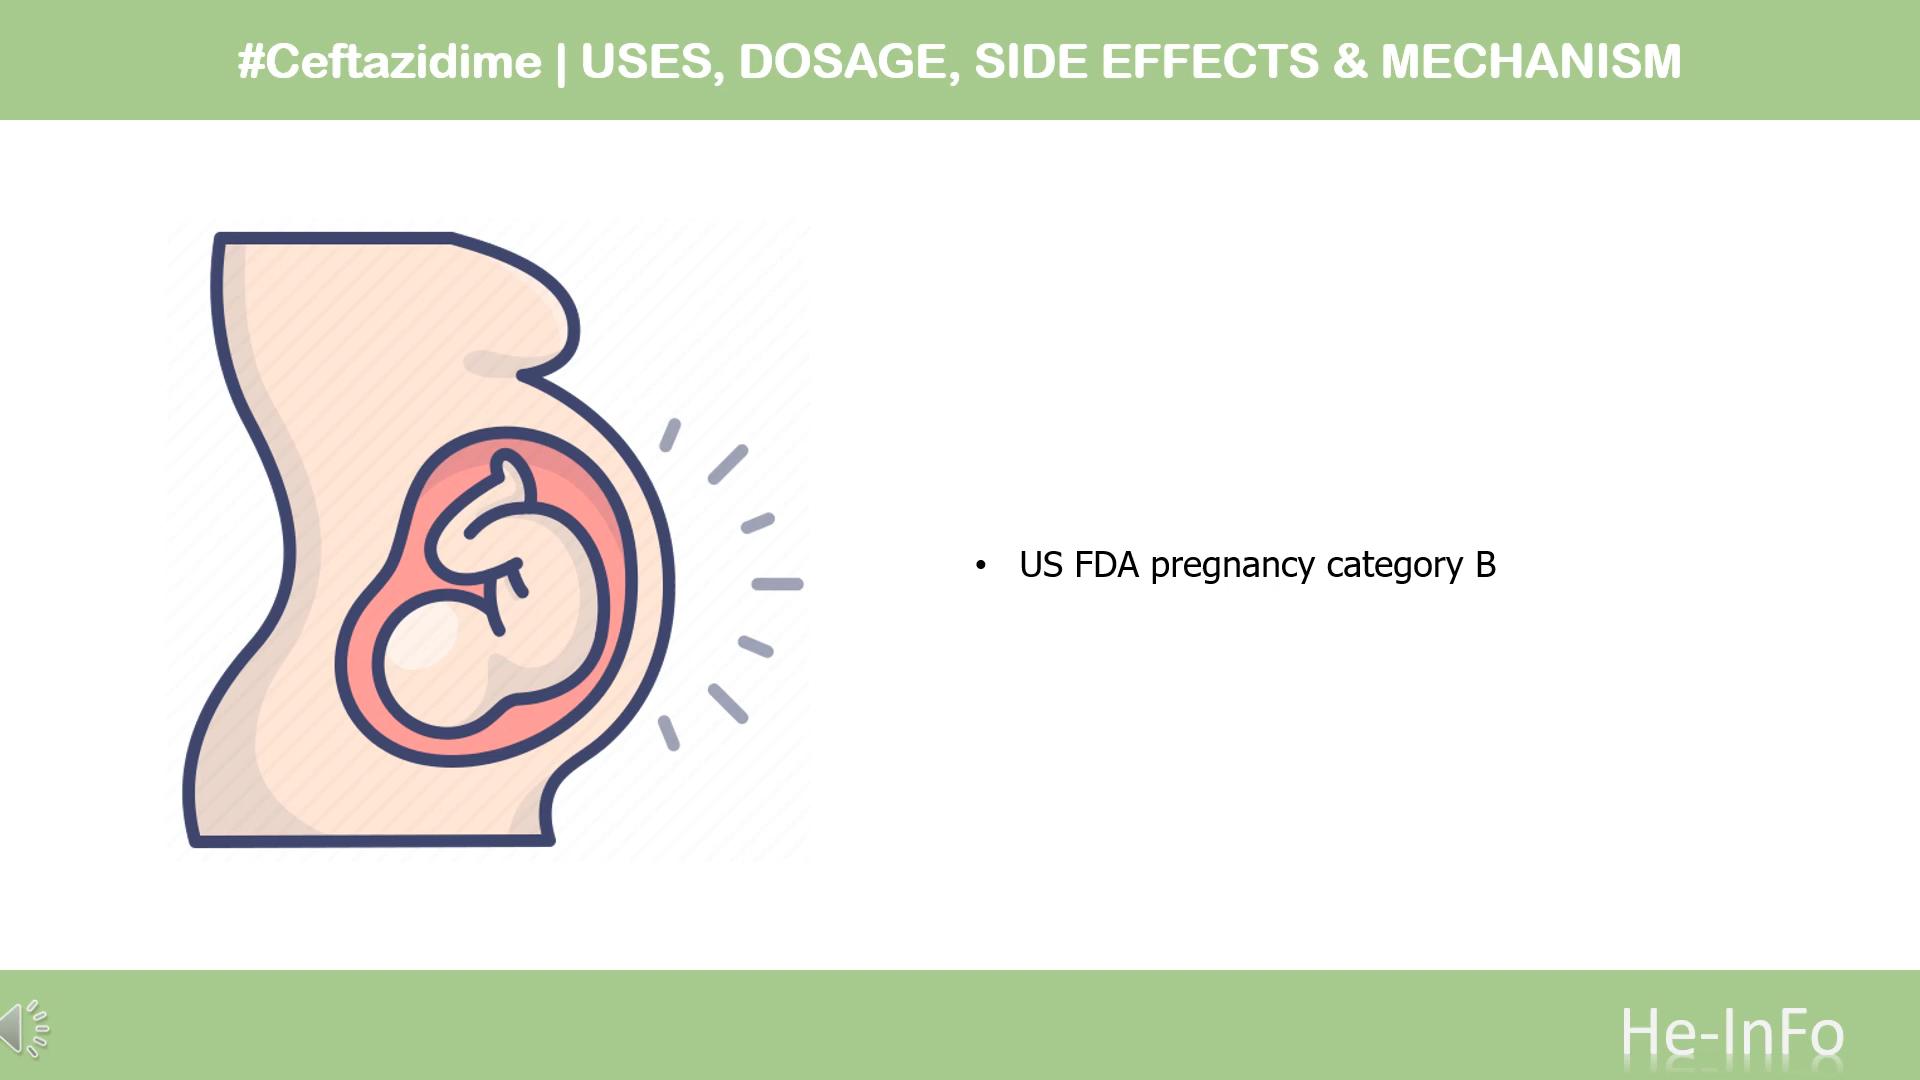 #Ceftazidime | USES, DOSAGE, SIDE EFFECTS & MECHANISM
• US FDA pregnancy category B
He-InFo